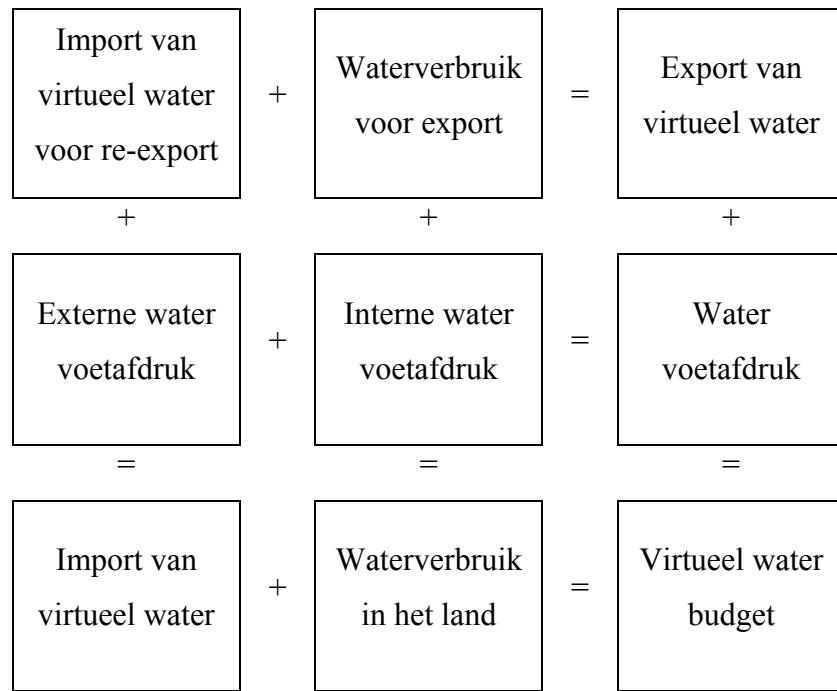 Import van
virtueel water
voor re-export
+
Waterverbruik
voor export
=
Export van
virtueel water
+
+
+
Externe water
voetafdruk
+
Interne water
voetafdruk
=
Water
voetafdruk
=
=
=
Import van
virtueel water
+
Waterverbruik
in het land
=
Virtueel water
budget